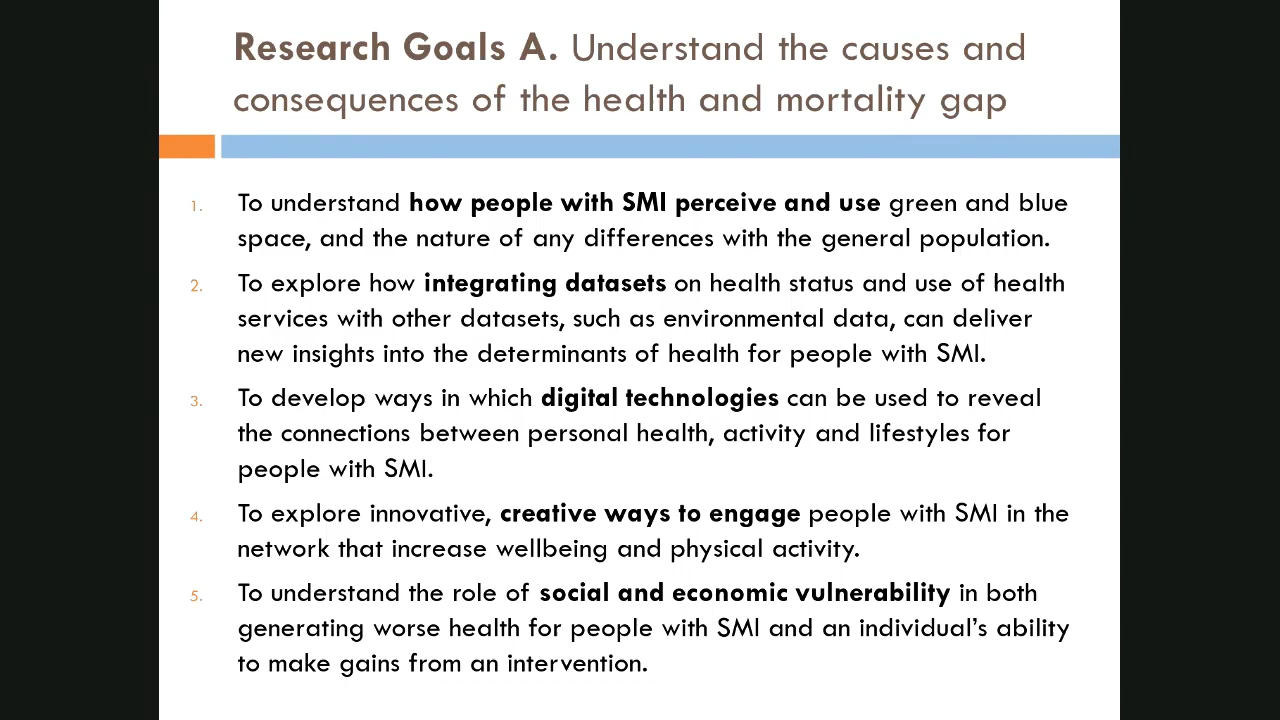 Research Goals A. Understand the causes and
consequences of the health and mortality gap
1. To understand how people with SMI perceive and use green and blue
space, and the nature of any differences with the general population.
2. To explore how integrating datasets on health status and use of health
services with other datasets, such as environmental data, can deliver
new insights into the determinants of health for people with SMI.
3. To develop ways in which digital technologies can be used to reveal
the connections between personal health, activity and lifestyles for
people with SMI.
4. To explore innovative, creative ways to engage people with SMI in the
network that increase wellbeing and physical activity.
5. To understand the role of social and economic vulnerability in both
generating worse health for people with SMI and an individual’s ability
to make gains from an intervention.